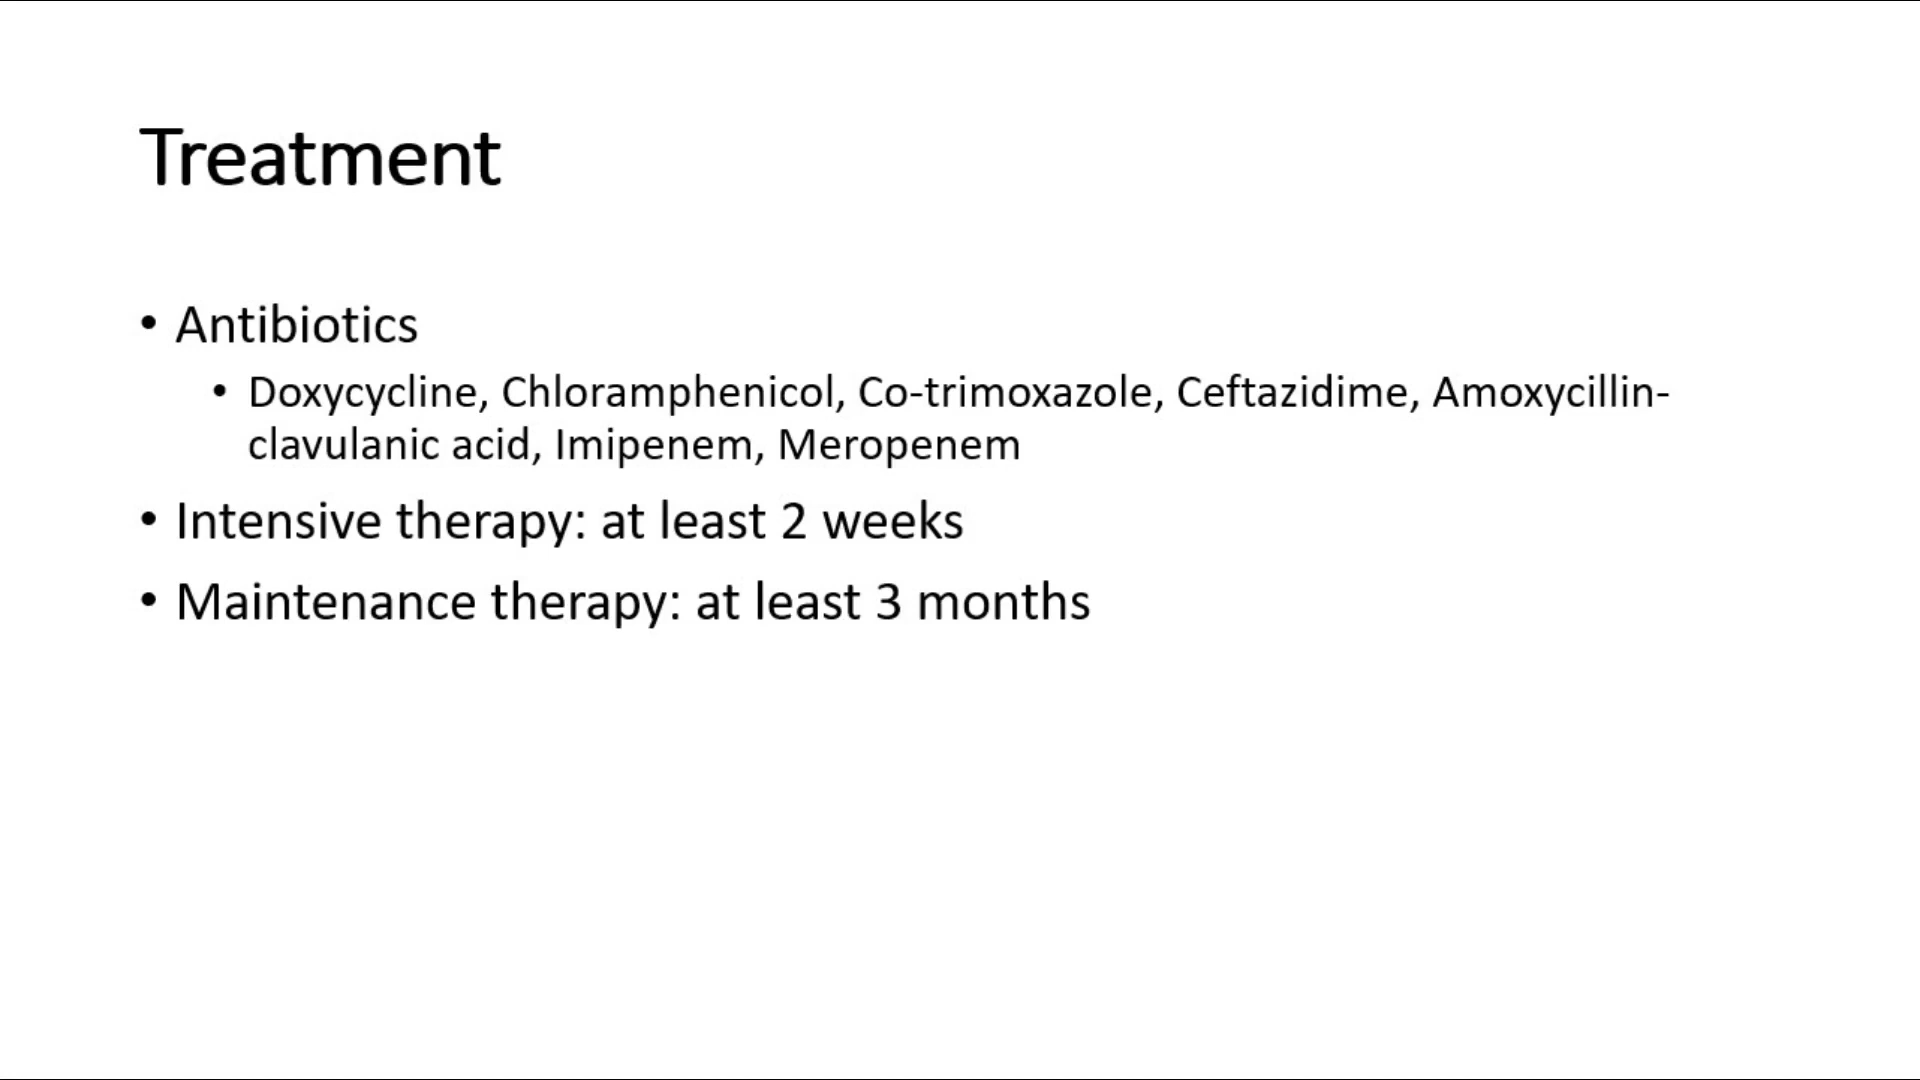 Treatment
• Antibiotics
• Doxycycline, Chloramphenicol, Co-trimoxazole, Ceftazidime, Amoxycillin-
clavulanic acid, Imipenem, Meropenem
• Intensive therapy: at least 2 weeks
• Maintenance therapy: at least 3 months